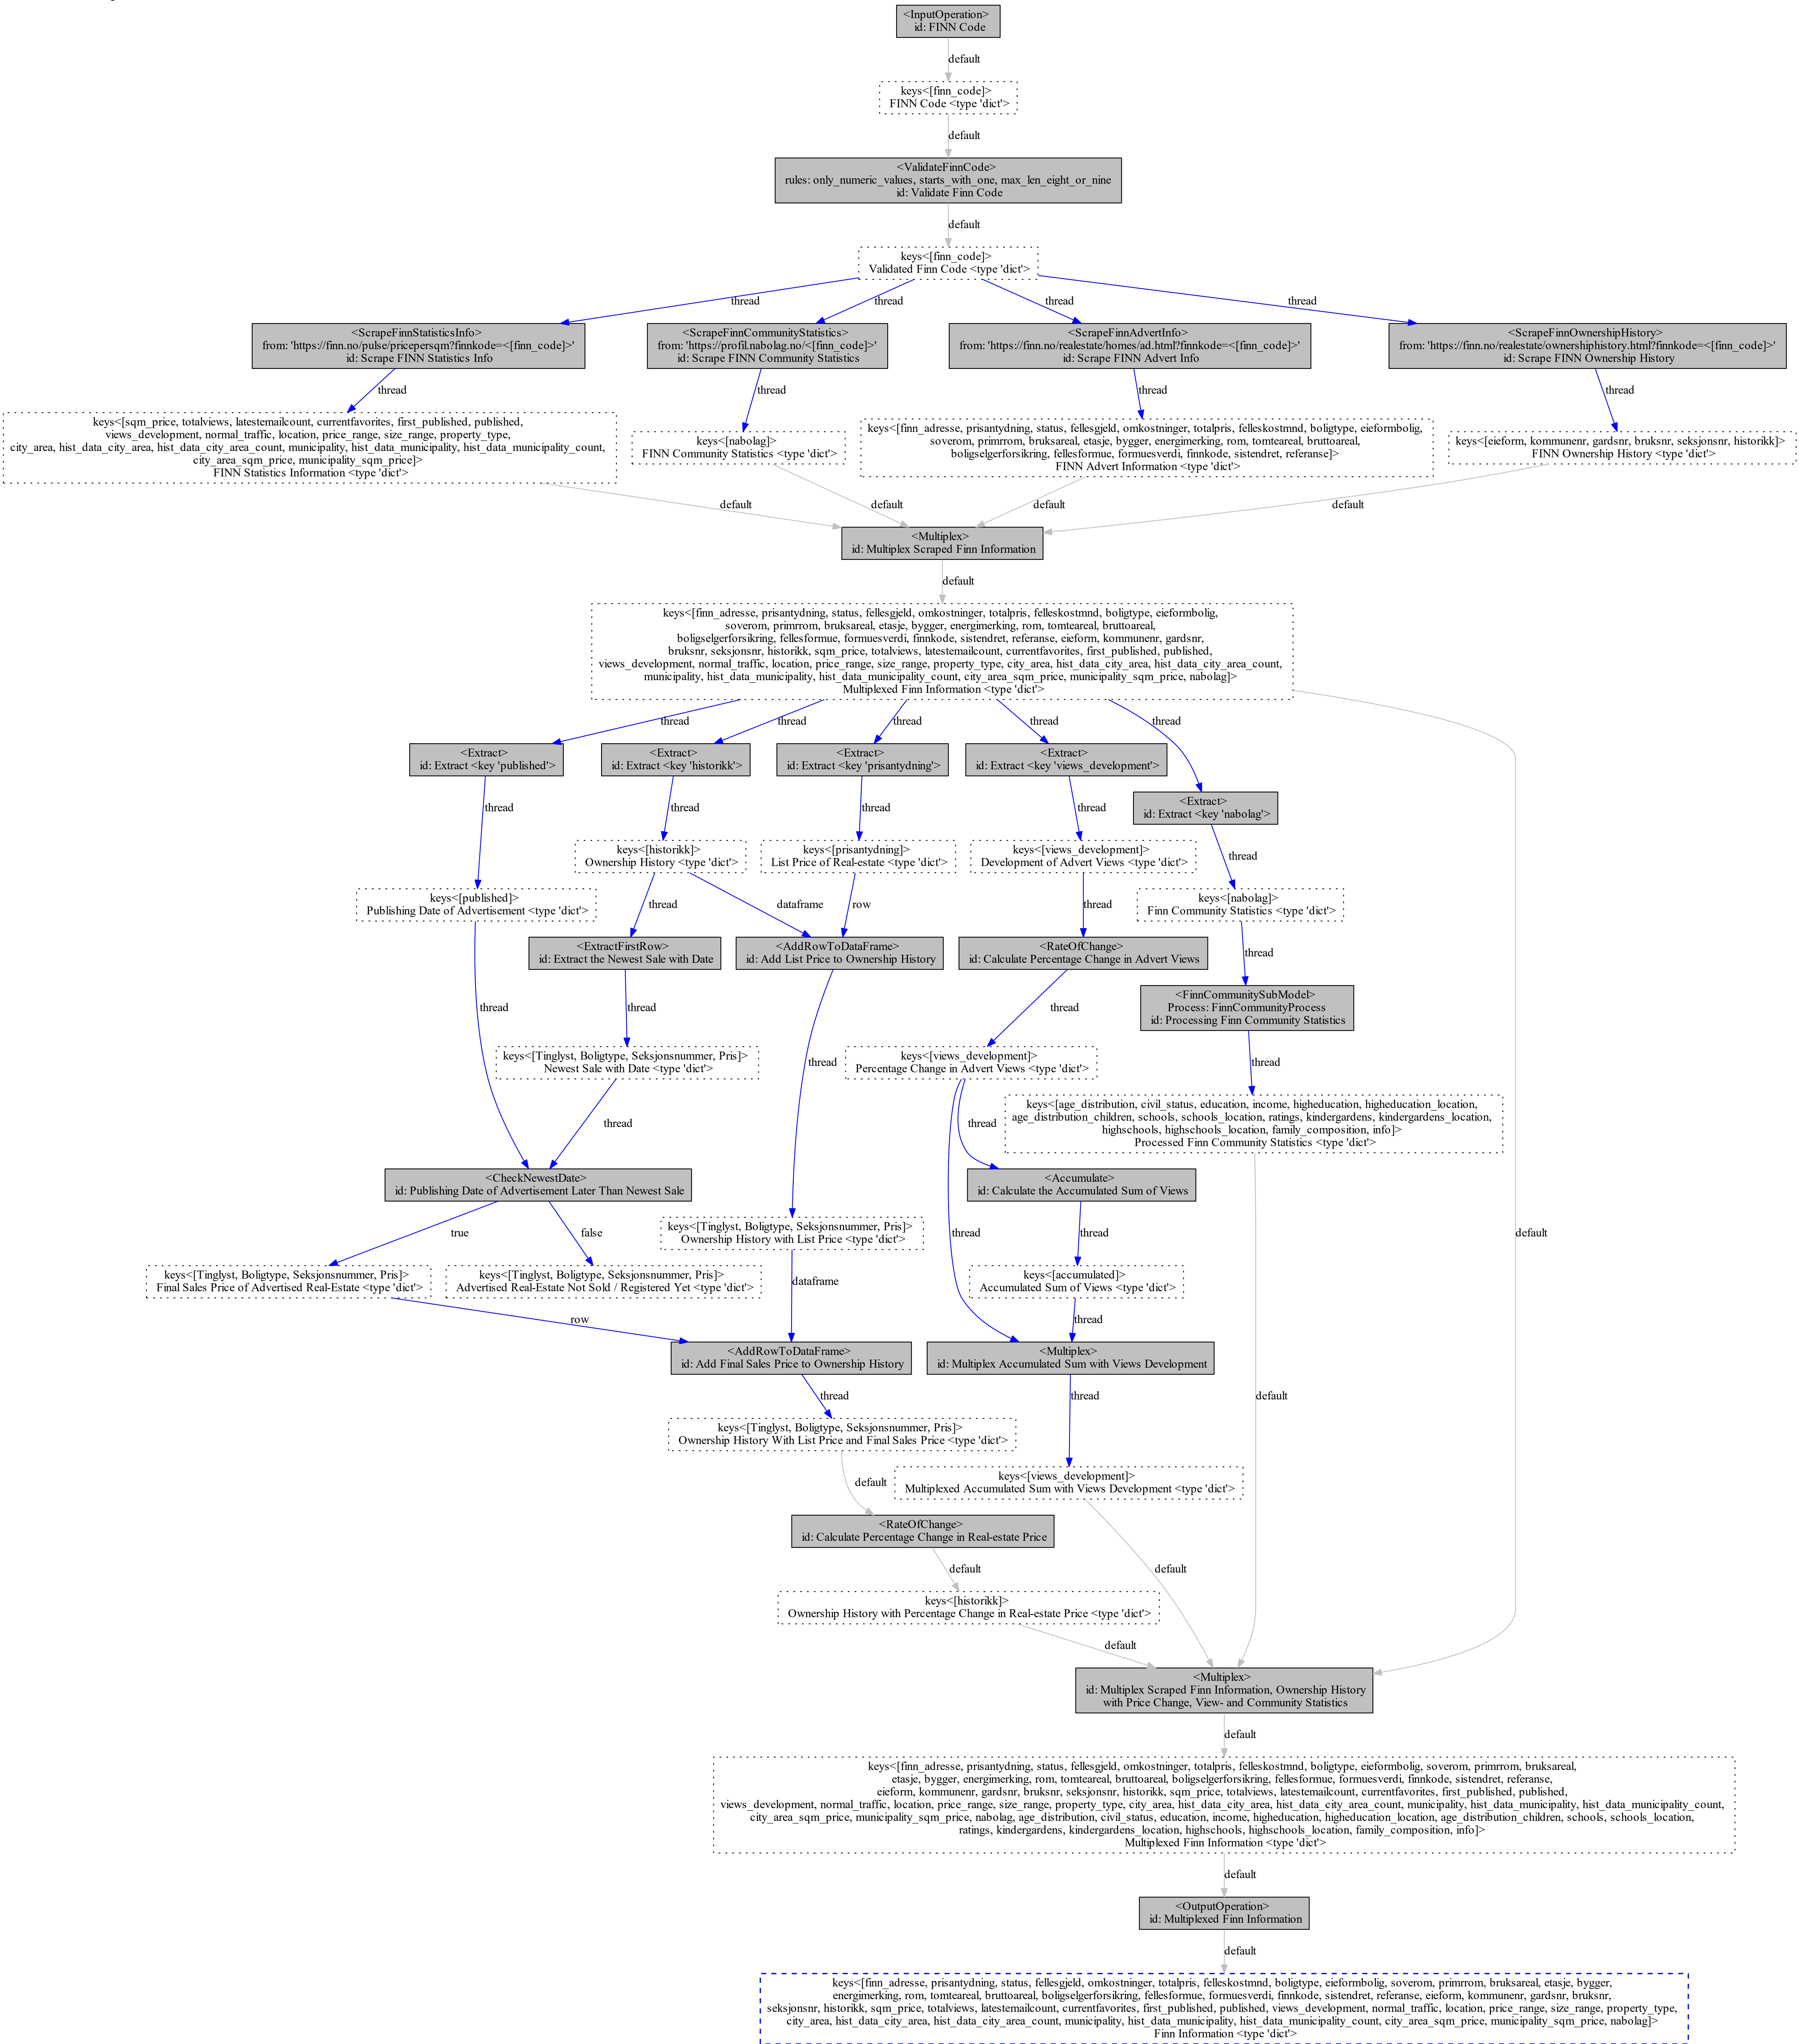 <InputOperation>
id: FINN Code
default
keys<[finn_code]>
FINN Code <type 'dict'>
default
<ValidateFinnCode>
rules: only_numeric_values, starts_with_one, max_len_eight_or_nine
id: Validate Finn Code
default
keys<[finn_code]>
Validated Finn Code <type 'dict'>
thread
thread
thread
thread
<ScrapeFinnStatisticsInfo>
from: 'https://finn.no/pulse/pricepersqm?finnkode=<[finn_code]>'
id: Scrape FINN Statistics Info
<ScrapeFinnCommunityStatistics>
from: 'https://profil.nabolag.no/<[finn_code]>'
id: Scrape FINN Community Statistics
<ScrapeFinnAdvertInfo>
from: 'https://finn.no/realestate/homes/ad.html?finnkode=<[finn_code]>'
id: Scrape FINN Advert Info
<ScrapeFinnOwnershipHistory>
from: 'https://finn.no/realestate/ownershiphistory.html?finnkode=<[finn_code]>'
id: Scrape FINN Ownership History
thread
thread
thread
thread
keys<[sqm_price, totalviews, latestemailcount, currentfavorites, first_published, published,
views_development, normal_traffic, location, price_range, size_range, property_type,
city_area, hist_data_city_area, hist_data_city_area_count, municipality, hist_data_municipality, hist_data_municipality_count,
city_area_sqm_price, municipality_sqm_price]>
FINN Statistics Information <type 'dict'>
keys<[nabolag]>
FINN Community Statistics <type 'dict'>
keys<[finn_adresse, prisantydning, status, fellesgjeld, omkostninger, totalpris, felleskostmnd, boligtype, eieformbolig,
soverom, primrrom, bruksareal, etasje, bygger, energimerking, rom, tomteareal, bruttoareal,
boligselgerforsikring, fellesformue, formuesverdi, finnkode, sistendret, referanse]>
FINN Advert Information <type 'dict'>
keys<[eieform, kommunenr, gardsnr, bruksnr, seksjonsnr, historikk]>
FINN Ownership History <type 'dict'>
default
default
default
default
<Multiplex>
id: Multiplex Scraped Finn Information
default
keys<[finn_adresse, prisantydning, status, fellesgjeld, omkostninger, totalpris, felleskostmnd, boligtype, eieformbolig,
soverom, primrrom, bruksareal, etasje, bygger, energimerking, rom, tomteareal, bruttoareal,
boligselgerforsikring, fellesformue, formuesverdi, finnkode, sistendret, referanse, eieform, kommunenr, gardsnr,
bruksnr, seksjonsnr, historikk, sqm_price, totalviews, latestemailcount, currentfavorites, first_published, published,
views_development, normal_traffic, location, price_range, size_range, property_type, city_area, hist_data_city_area, hist_data_city_area_count,
municipality, hist_data_municipality, hist_data_municipality_count, city_area_sqm_price, municipality_sqm_price, nabolag]>
Multiplexed Finn Information <type 'dict'>
thread
thread
thread
thread
thread
<Extract>
id: Extract <key 'published'>
<Extract>
id: Extract <key 'historikk'>
<Extract>
id: Extract <key 'prisantydning'>
<Extract>
id: Extract <key 'views_development'>
<Extract>
id: Extract <key 'nabolag'>
thread
thread
thread
thread
thread
keys<[historikk]>
Ownership History <type 'dict'>
keys<[prisantydning]>
List Price of Real-estate <type 'dict'>
keys<[views_development]>
Development of Advert Views <type 'dict'>
keys<[published]>
Publishing Date of Advertisement <type 'dict'>
keys<[nabolag]>
Finn Community Statistics <type 'dict'>
thread
dataframe
row
thread
<ExtractFirstRow>
id: Extract the Newest Sale with Date
<AddRowToDataFrame>
id: Add List Price to Ownership History
<RateOfChange>
id: Calculate Percentage Change in Advert Views
thread
<FinnCommunitySubModel>
Process: FinnCommunityProcess
id: Processing Finn Community Statistics
thread
thread
thread
thread
thread
keys<[Tinglyst, Boligtype, Seksjonsnummer, Pris]>
Newest Sale with Date <type 'dict'>
keys<[views_development]>
Percentage Change in Advert Views <type 'dict'>
keys<[age_distribution, civil_status, education, income, higheducation, higheducation_location,
age_distribution_children, schools, schools_location, ratings, kindergardens, kindergardens_location,
highschools, highschools_location, family_composition, info]>
Processed Finn Community Statistics <type 'dict'>
thread
thread
<CheckNewestDate>
id: Publishing Date of Advertisement Later Than Newest Sale
<Accumulate>
id: Calculate the Accumulated Sum of Views
true
false
keys<[Tinglyst, Boligtype, Seksjonsnummer, Pris]>
Ownership History with List Price <type 'dict'>
thread
thread
default
keys<[Tinglyst, Boligtype, Seksjonsnummer, Pris]>
Final Sales Price of Advertised Real-Estate <type 'dict'>
keys<[Tinglyst, Boligtype, Seksjonsnummer, Pris]>
Advertised Real-Estate Not Sold / Registered Yet <type 'dict'>
dataframe
keys<[accumulated]>
Accumulated Sum of Views <type 'dict'>
row
thread
<AddRowToDataFrame>
id: Add Final Sales Price to Ownership History
<Multiplex>
id: Multiplex Accumulated Sum with Views Development
thread
thread
default
keys<[Tinglyst, Boligtype, Seksjonsnummer, Pris]>
Ownership History With List Price and Final Sales Price <type 'dict'>
default
keys<[views_development]>
Multiplexed Accumulated Sum with Views Development <type 'dict'>
<RateOfChange>
id: Calculate Percentage Change in Real-estate Price
default
default
keys<[historikk]>
Ownership History with Percentage Change in Real-estate Price <type 'dict'>
default
<Multiplex>
id: Multiplex Scraped Finn Information, Ownership History
with Price Change, View- and Community Statistics
default
keys<[finn_adresse, prisantydning, status, fellesgjeld, omkostninger, totalpris, felleskostmnd, boligtype, eieformbolig, soverom, primrrom, bruksareal,
etasje, bygger, energimerking, rom, tomteareal, bruttoareal, boligselgerforsikring, fellesformue, formuesverdi, finnkode, sistendret, referanse,
eieform, kommunenr, gardsnr, bruksnr, seksjonsnr, historikk, sqm_price, totalviews, latestemailcount, currentfavorites, first_published, published,
views_development, normal_traffic, location, price_range, size_range, property_type, city_area, hist_data_city_area, hist_data_city_area_count, municipality, hist_data_municipality, hist_data_municipality_count,
city_area_sqm_price, municipality_sqm_price, nabolag, age_distribution, civil_status, education, income, higheducation, higheducation_location, age_distribution_children, schools, schools_location,
ratings, kindergardens, kindergardens_location, highschools, highschools_location, family_composition, info]>
Multiplexed Finn Information <type 'dict'>
default
<OutputOperation>
id: Multiplexed Finn Information
default
keys<[finn_adresse, prisantydning, status, fellesgjeld, omkostninger, totalpris, felleskostmnd, boligtype, eieformbolig, soverom, primrrom, bruksareal, etasje, bygger,
energimerking, rom, tomteareal, bruttoareal, boligselgerforsikring, fellesformue, formuesverdi, finnkode, sistendret, referanse, eieform, kommunenr, gardsnr, bruksnr,
seksjonsnr, historikk, sqm_price, totalviews, latestemailcount, currentfavorites, first_published, published, views_development, normal_traffic, location, price_range, size_range, property_type,
city_area, hist_data_city_area, hist_data_city_area_count, municipality, hist_data_municipality, hist_data_municipality_count, city_area_sqm_price, municipality_sqm_price, nabolag]>
Finn Information <type 'dict'>